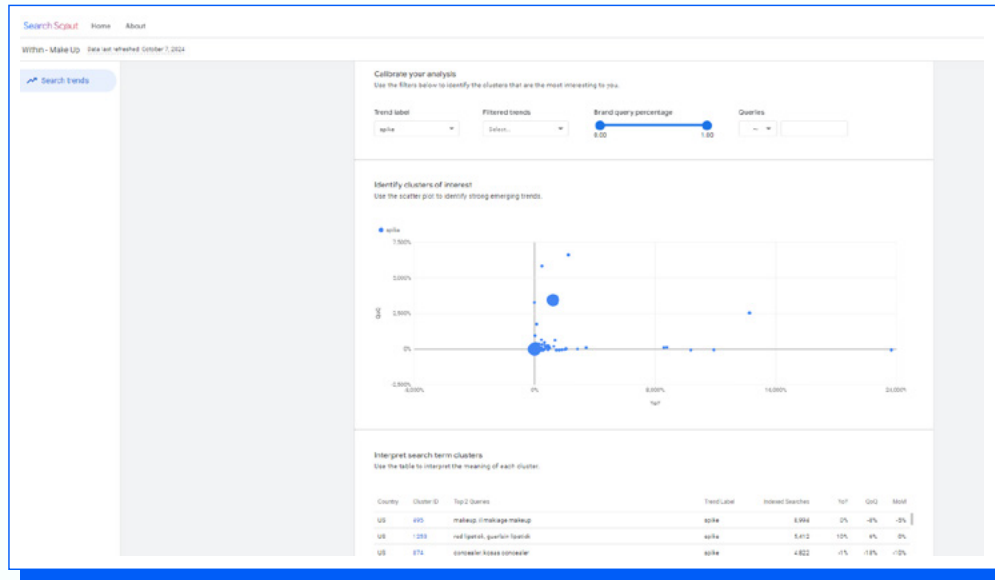 Search Scout Home About
Within - Make Up Data last refreshed: October 7, 2024
Search trends
Calibrate your analysis
Use the filters below to identify the clusters that are the most interesting to you.
Trend label Filtered trends Brand query percentage Queries
spike Select... --
0.00 1.00
Identify clusters of interest
Use the scatter plot to identify strong emerging trends.
spike
7,500%
5,000%
2,500%
0%
-2,500%
QoQ
-8,000% 0% 8,000% 16,000% 24,000%
YoY
Interpret search term clusters
Use the table to interpret the meaning of each cluster.
Country Cluster ID Top 2 Queries Trend Label Indexed Searches YoY QoQ MoM
US 495 makeup, makiage makeup spike 6,994 2% -4% -5%
US 1253 red lipstick, guerlain lipstick spike 5,412 10% 0%
US 874 concealer, kosas concealer spike 4,822 -1% -18% -10%